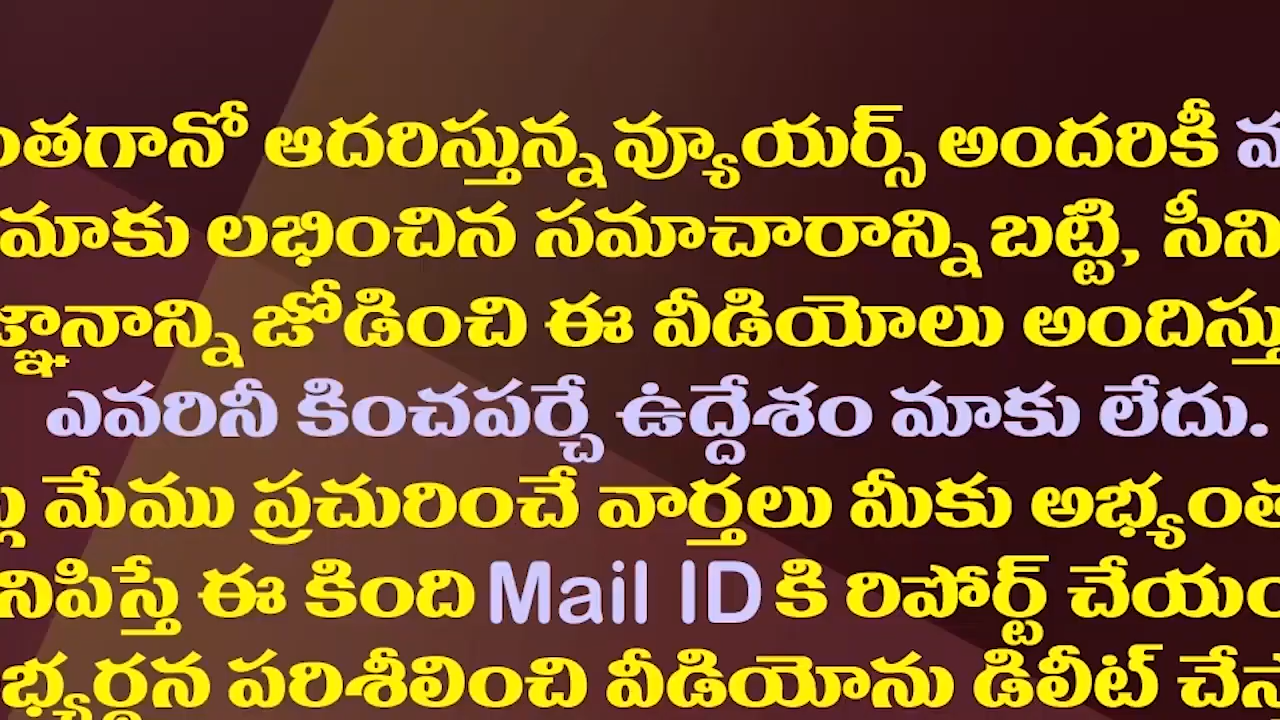 ంతగానో ఆదరిస్తున్న వ్యూయర్స్ అందరికీ
మాకు లభించిన సమాచారాన్ని బట్టి, సీని
జ్ఞానాన్ని జోడించి ఈ వీడియోలు అందిస్తు
ఎవరినీ కించపర్చే ఉద్దేశం మాకు లేదు.
మేము ప్రచురించే వార్తలు మీకు అభ్యంత
నిపిస్తే ఈ కింది Mail ID కి రిపోర్ట్ చేయం
భ్యర్థన పరిశీలించి వీడియోను డిలీట్ చేస